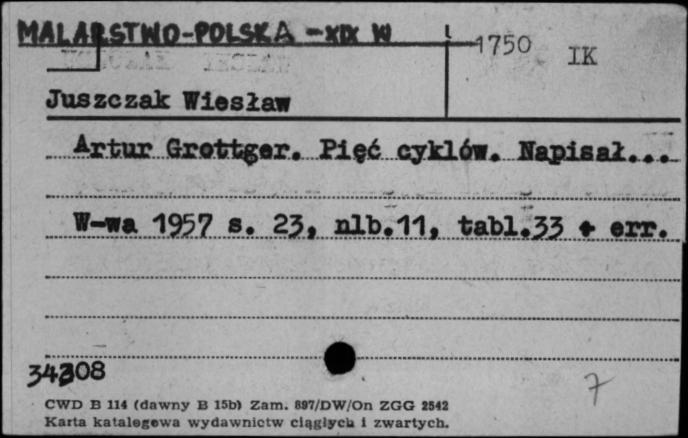 MALARSTWO-POLSKA - XIX W
1750 IK
Juszczak Wiesław
Artur Grottger. Pięć cyklów. Napisał...
W-wa 1957 s. 23, nlb.11, tabl.33 + err.
34308
7
CWD B 114 (dawny B 15b) Zam. 897/DW/On ZGG 2542
Karta katalogowa wydawnictw ciągłych i zwartych.